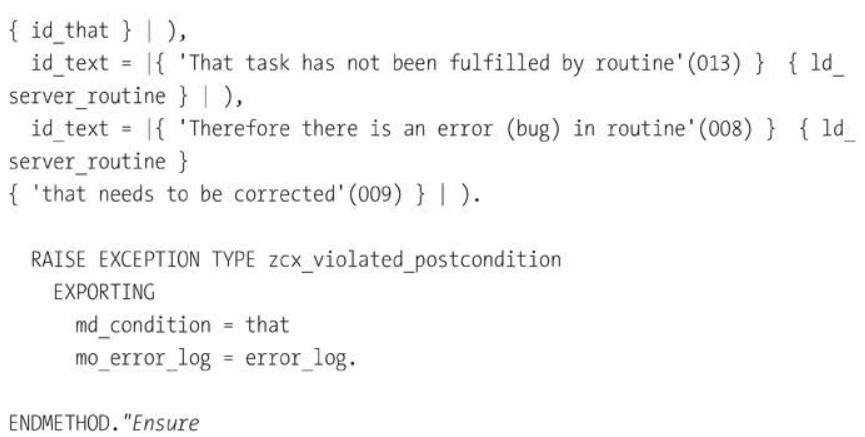 { id_that } | ),
id_text = |{ 'That task has not been fulfilled by routine'(013) } { ld_
server_routine } | ),
id_text = |{ 'Therefore there is an error (bug) in routine'(008) } { ld_
server_routine }
{ 'that needs to be corrected'(009) } | ).
RAISE EXCEPTION TYPE zcx_violated_postcondition
EXPORTING
md_condition = that
mo_error_log = error_log.
ENDMETHOD."Ensure